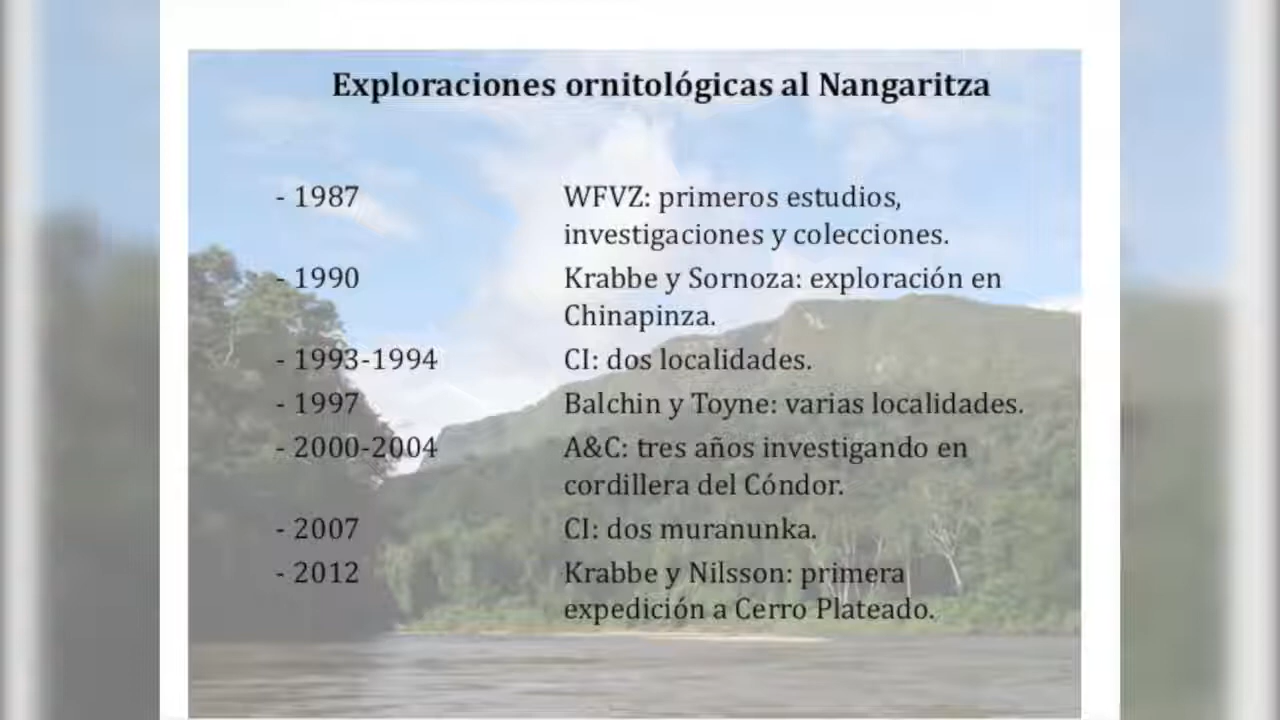 Exploraciones ornitológicas al Nangaritza
- 1987 WFVZ: primeros estudios,
investigaciones y colecciones.
- 1990 Krabbe y Sornoza: exploración en
Chinapinza.
- 1993-1994 CI: dos localidades.
- 1997 Balchin y Toyne: varias localidades.
- 2000-2004 A&C: tres años investigando en
cordillera del Cóndor.
- 2007 CI: dos muranunka.
- 2012 Krabbe y Nilsson: primera
expedición a Cerro Plateado.